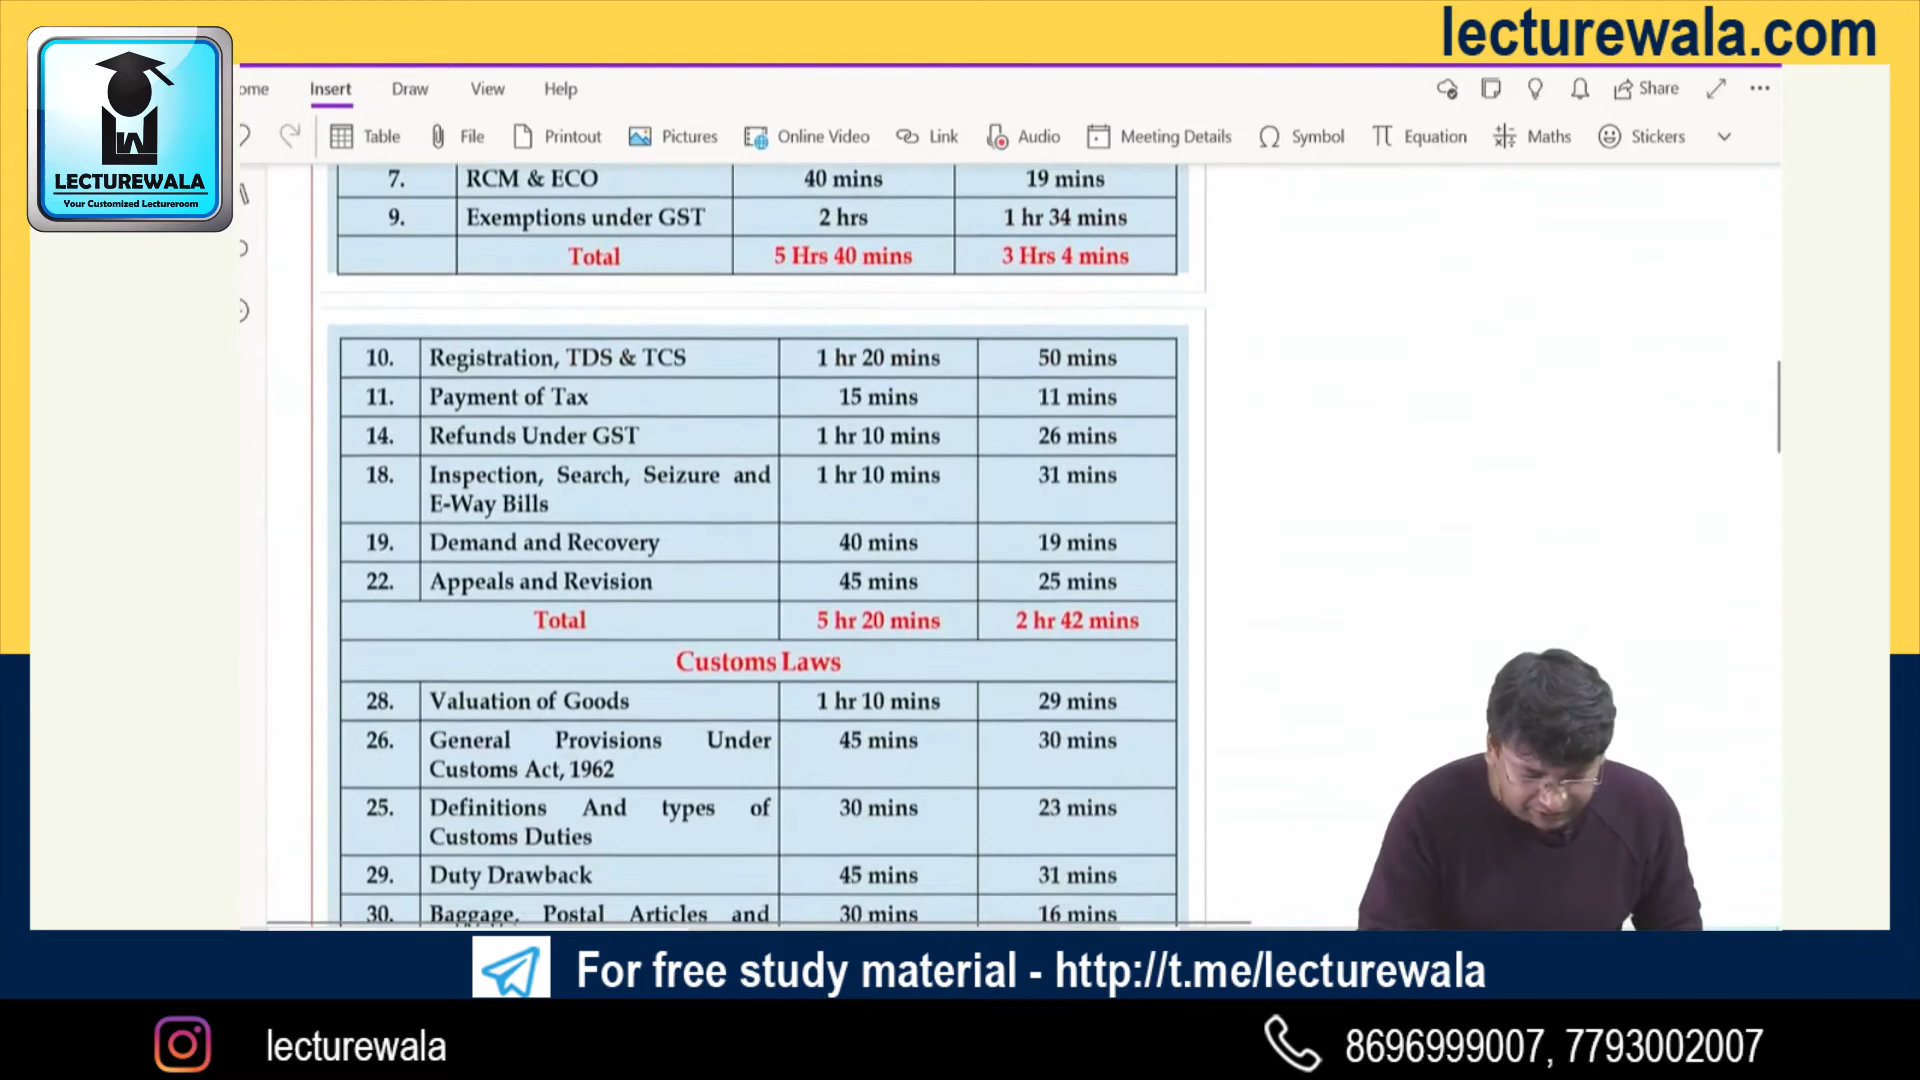 lecturewala.com
LECTUREWALA
Your Customized Lectureroom
ome Insert Draw View Help Share
Table File Printout Pictures Online Video Link Audio Meeting Details Symbol Equation Maths Stickers
7. RCM & ECO 40 mins 19 mins
9. Exemptions under GST 2 hrs 1 hr 34 mins
Total 5 Hrs 40 mins 3 Hrs 4 mins
10. Registration, TDS & TCS 1 hr 20 mins 50 mins
11. Payment of Tax 15 mins 11 mins
14. Refunds Under GST 1 hr 10 mins 26 mins
18. Inspection, Search, Seizure and 1 hr 10 mins 31 mins
E-Way Bills
19. Demand and Recovery 40 mins 19 mins
22. Appeals and Revision 45 mins 25 mins
Total 5 hr 20 mins 2 hr 42 mins
Customs Laws
28. Valuation of Goods 1 hr 10 mins 29 mins
26. General Provisions Under 45 mins 30 mins
Customs Act, 1962
25. Definitions And types of 30 mins 23 mins
Customs Duties
29. Duty Drawback 45 mins 31 mins
30. Baggage, Postal Articles and 30 mins 16 mins
For free study material - http://t.me/lecturewala
lecturewala
8696999007, 7793002007